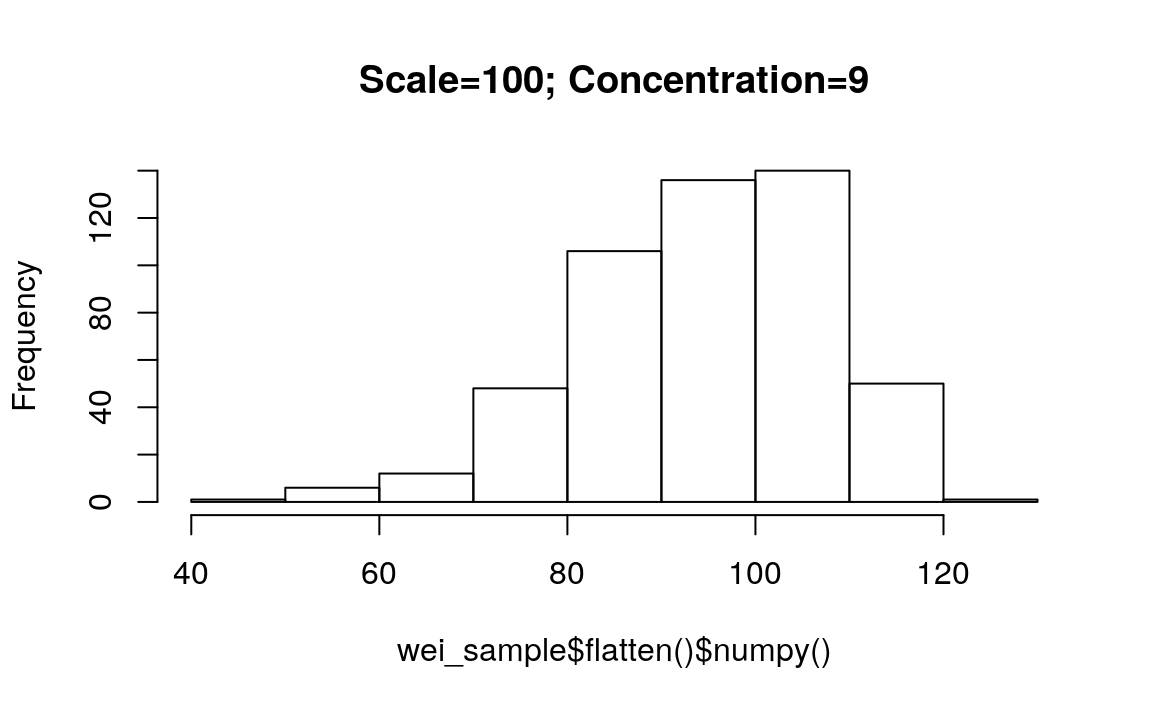 Scale=100; Concentration=9
Frequency
120
80
40
0
40 60 80 100 120
wei_sample$flatten()$numpy()